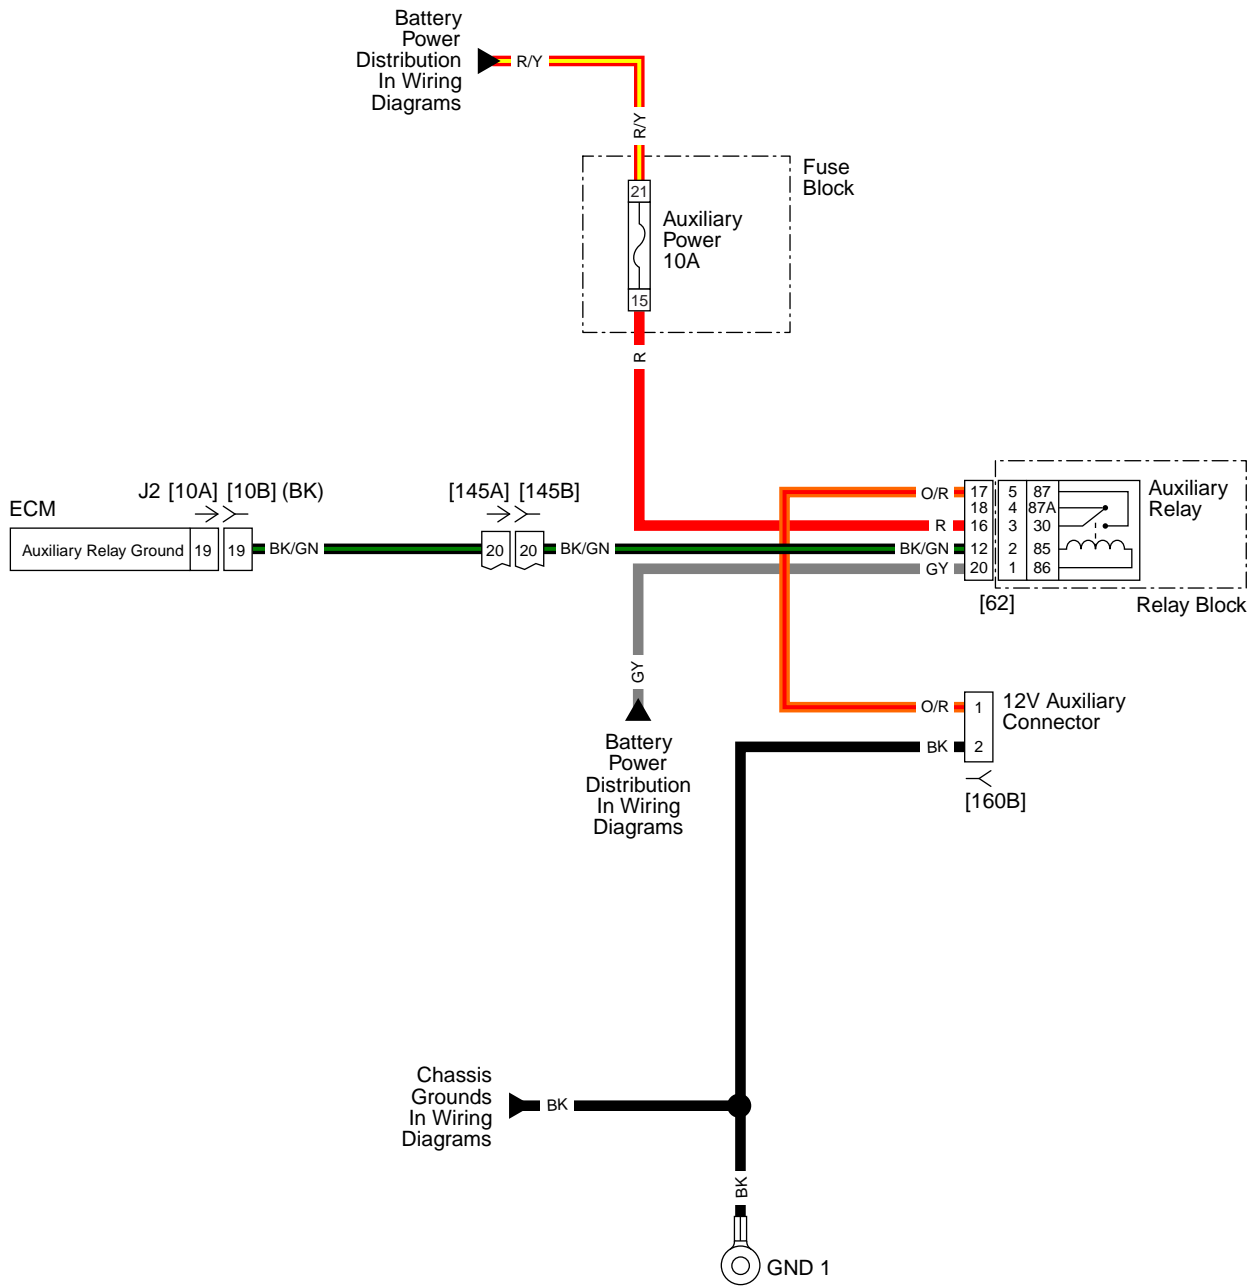 Battery
Power
Distribution
In Wiring
Diagrams
R/Y
R/Y
Fuse
Block
21
Auxiliary
Power
10A
15
R
ECM
J2 [10A] [10B] (BK)
[145A] [145B]
Auxiliary Relay Ground 19 19 BK/GN 20 20 BK/GN BK/GN 12 2 85
O/R 17 5 87
18 4 87A
R 16 3 30
GY 20 1 86
Auxiliary
Relay
[62]
Relay Block
GY
Battery
Power
Distribution
In Wiring
Diagrams
O/R 1
BK 2
12V Auxiliary
Connector
[160B]
Chassis
Grounds
In Wiring
Diagrams
BK
BK
GND 1